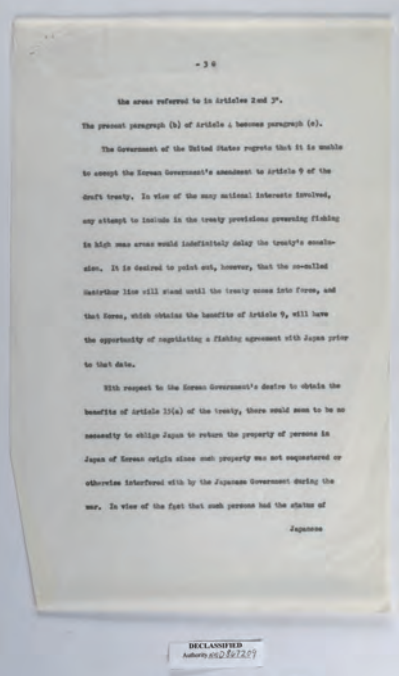 - 3 -
the areas referred to in Articles 2 and 3".
The present paragraph (b) of Article 4 becomes paragraph (c).
The Government of the United States regrets that it is unable
to accept the Korean Government's amendment to Article 9 of the
draft treaty. In view of the many national interests involved,
any attempt to include in the treaty provisions governing fishing
in high seas areas would indefinitely delay the treaty's conclu-
sion. It is desired to point out, however, that the so-called
MacArthur line will stand until the treaty comes into force, and
that Korea, which obtains the benefits of Article 9, will have
the opportunity of negotiating a fishing agreement with Japan prior
to that date.
With respect to the Korean Government's desire to obtain the
benefits of Article 15(a) of the treaty, there would seem to be no
necessity to oblige Japan to return the property of persons in
Japan of Korean origin since such property was not sequestered or
otherwise interfered with by the Japanese Government during the
war. In view of the fact that such persons had the status of
Japanese
DECLASSIFIED
Authority